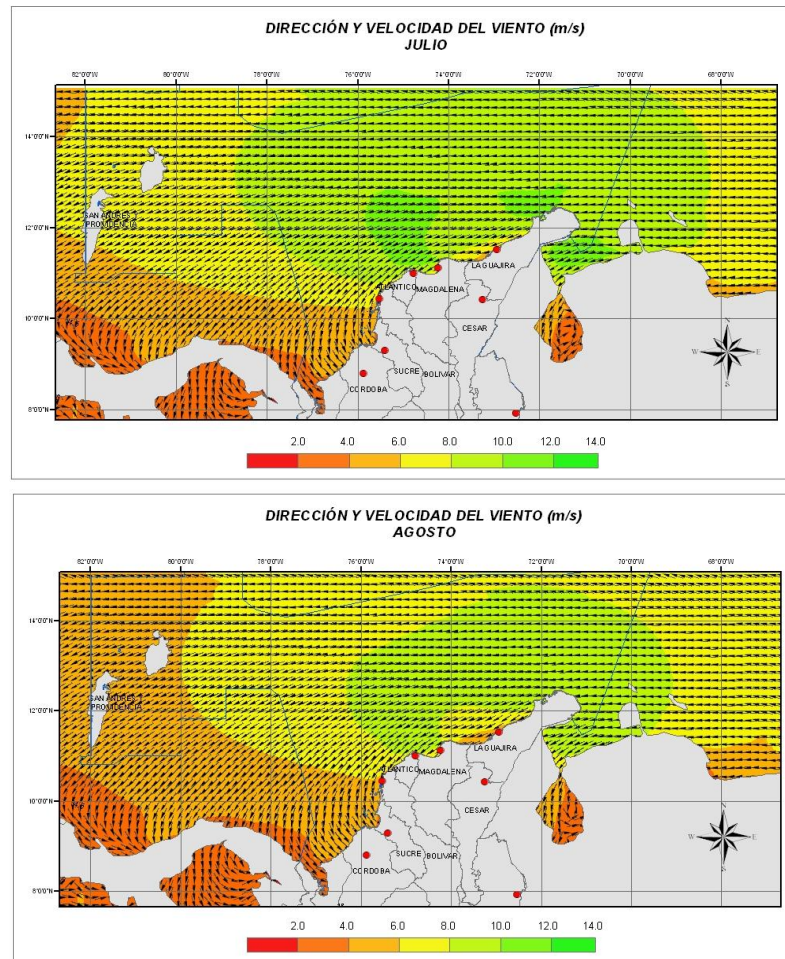 DIRECCIÓN Y VELOCIDAD DEL VIENTO (m/s)
JULIO
82°0'0"W 80°0'0"W 78°0'0"W 76°0'0"W 74°0'0"W 72°0'0"W 70°0'0"W 68°0'0"W
14°0'0"N
12°0'0"N
SAN ANDRES Y
PROVIDENCIA
LA GUAJIRA
ATLANTICO
MAGDALENA
10°0'0"N
CESAR
SUCRE
BOLIVAR
CORDOBA
8°0'0"N
N
W E
S
2.0 4.0 6.0 8.0 10.0 12.0 14.0
DIRECCIÓN Y VELOCIDAD DEL VIENTO (m/s)
AGOSTO
82°0'0"W 80°0'0"W 78°0'0"W 76°0'0"W 74°0'0"W 72°0'0"W 70°0'0"W 68°0'0"W
14°0'0"N
12°0'0"N
SAN ANDRES Y
PROVIDENCIA
LA GUAJIRA
ATLANTICO
MAGDALENA
10°0'0"N
CESAR
SUCRE
BOLIVAR
CORDOBA
8°0'0"N
N
W E
S
2.0 4.0 6.0 8.0 10.0 12.0 14.0